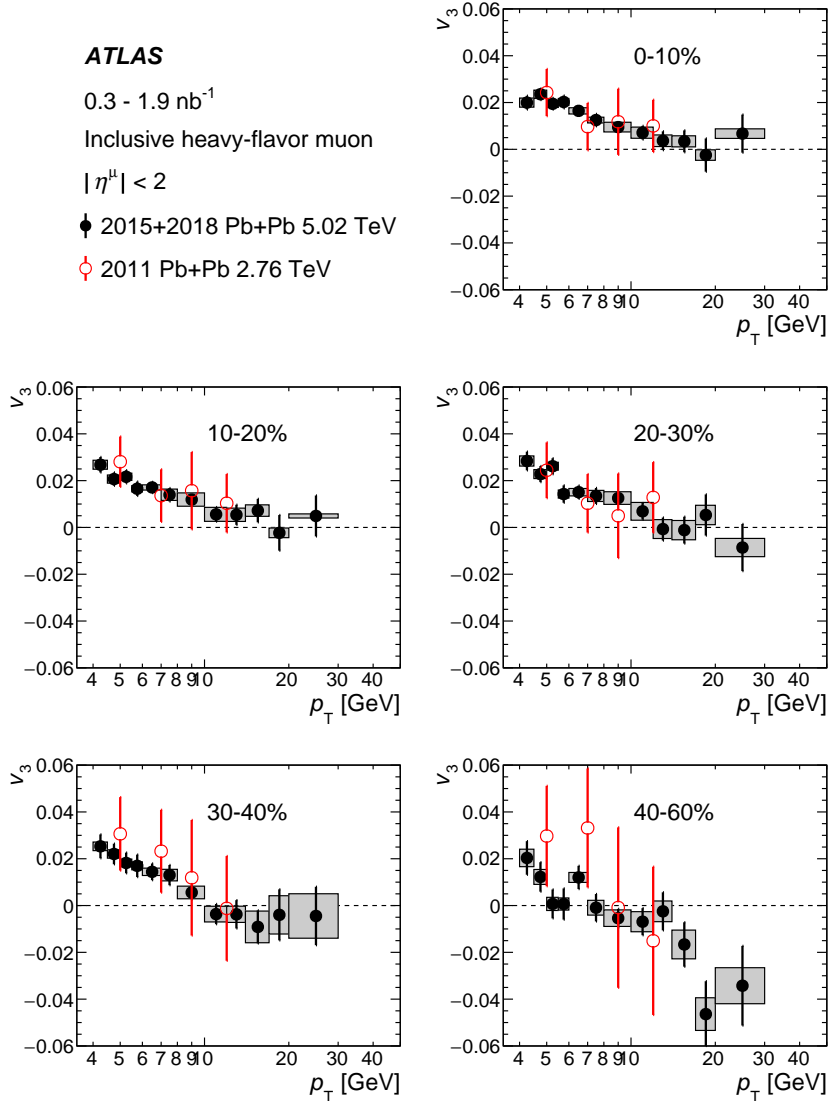 ATLAS
0.3 - 1.9 nb⁻¹
Inclusive heavy-flavor muon
|η^μ| < 2
2015+2018 Pb+Pb 5.02 TeV
2011 Pb+Pb 2.76 TeV
v₃
0.06
0.04
0.02
0
−0.02
−0.04
−0.06
0-10%
4 5 6 7 8 9 10 20 30 40
p_T [GeV]
v₃
0.06
0.04
0.02
0
−0.02
−0.04
−0.06
10-20%
4 5 6 7 8 9 10 20 30 40
p_T [GeV]
v₃
0.06
0.04
0.02
0
−0.02
−0.04
−0.06
20-30%
4 5 6 7 8 9 10 20 30 40
p_T [GeV]
v₃
0.06
0.04
0.02
0
−0.02
−0.04
−0.06
30-40%
4 5 6 7 8 9 10 20 30 40
p_T [GeV]
v₃
0.06
0.04
0.02
0
−0.02
−0.04
−0.06
40-60%
4 5 6 7 8 9 10 20 30 40
p_T [GeV]